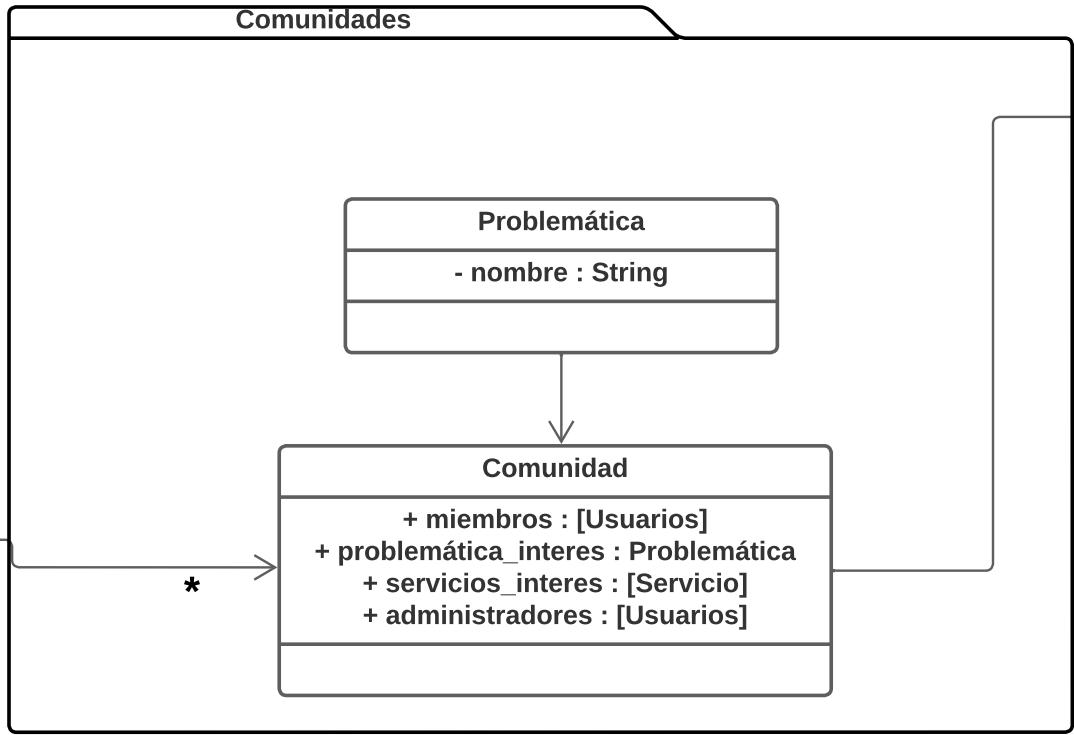 Comunidades
Problemática
- nombre : String
Comunidad
+ miembros : [Usuarios]
+ problemática_interes : Problemática
+ servicios_interes : [Servicio]
+ administradores : [Usuarios]
*